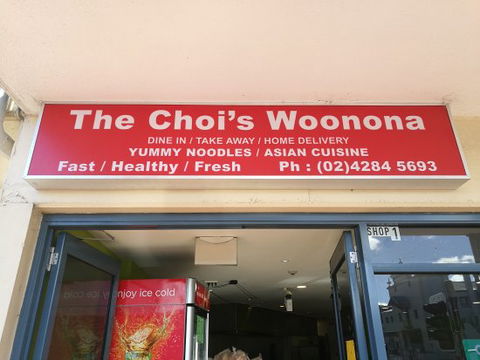 The Choi's Woonona
DINE IN / TAKE AWAY / HOME DELIVERY
YUMMY NOODLES / ASIAN CUISINE
Fast / Healthy / Fresh Ph : (02)4284 5693
SHOP 1
enjoy ice cold